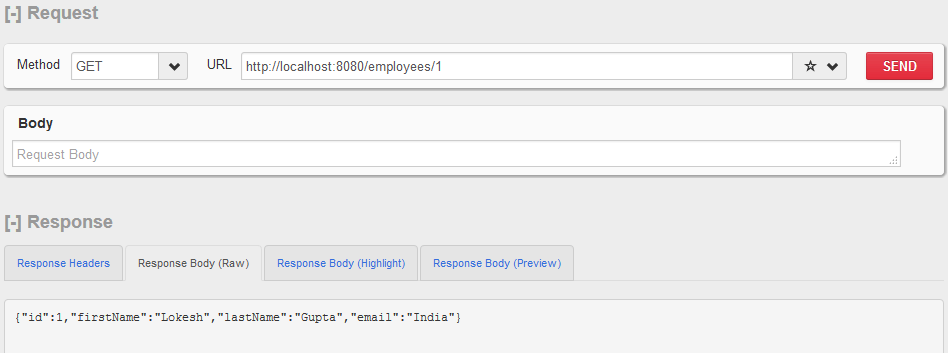 [-] Request
Method GET URL http://localhost:8080/employees/1 SEND
Body
Request Body
[-] Response
Response Headers Response Body (Raw) Response Body (Highlight) Response Body (Preview)
{"id":1,"firstName":"Lokesh","lastName":"Gupta","email":"India"}